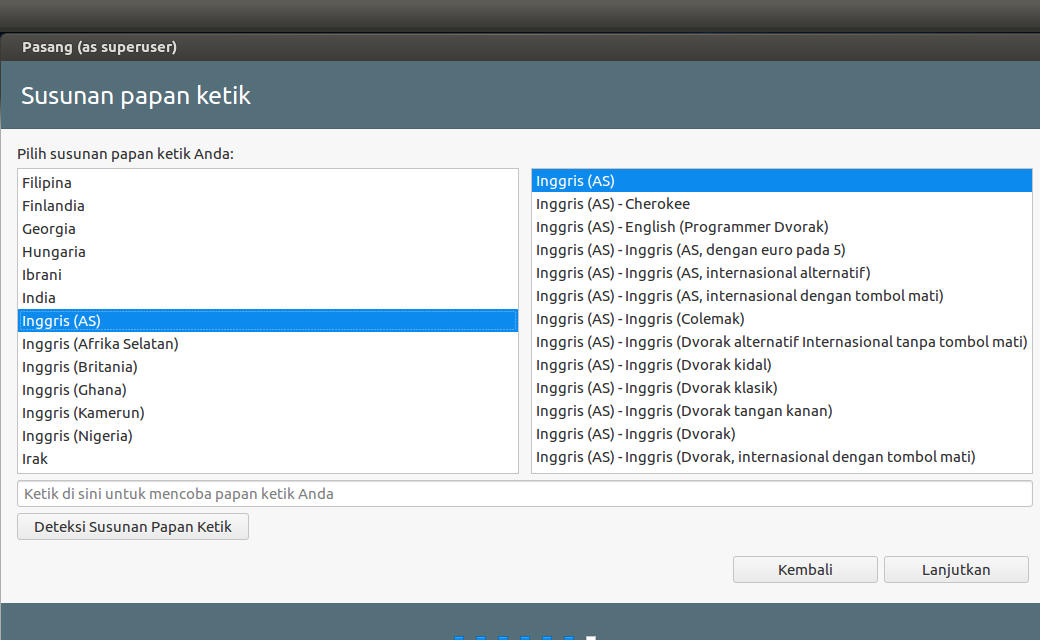 Pasang (as superuser)
Susunan papan ketik
Pilih susunan papan ketik Anda:
Filipina
Finlandia
Georgia
Hungaria
Ibrani
India
Inggris (AS)
Inggris (Afrika Selatan)
Inggris (Britania)
Inggris (Ghana)
Inggris (Kamerun)
Inggris (Nigeria)
Irak
Inggris (AS)
Inggris (AS) - Cherokee
Inggris (AS) - English (Programmer Dvorak)
Inggris (AS) - Inggris (AS, dengan euro pada 5)
Inggris (AS) - Inggris (AS, internasional alternatif)
Inggris (AS) - Inggris (AS, internasional dengan tombol mati)
Inggris (AS) - Inggris (Colemak)
Inggris (AS) - Inggris (Dvorak alternatif Internasional tanpa tombol mati)
Inggris (AS) - Inggris (Dvorak kidal)
Inggris (AS) - Inggris (Dvorak klasik)
Inggris (AS) - Inggris (Dvorak tangan kanan)
Inggris (AS) - Inggris (Dvorak)
Inggris (AS) - Inggris (Dvorak, internasional dengan tombol mati)
Ketik di sini untuk mencoba papan ketik Anda
Deteksi Susunan Papan Ketik
Kembali
Lanjutkan